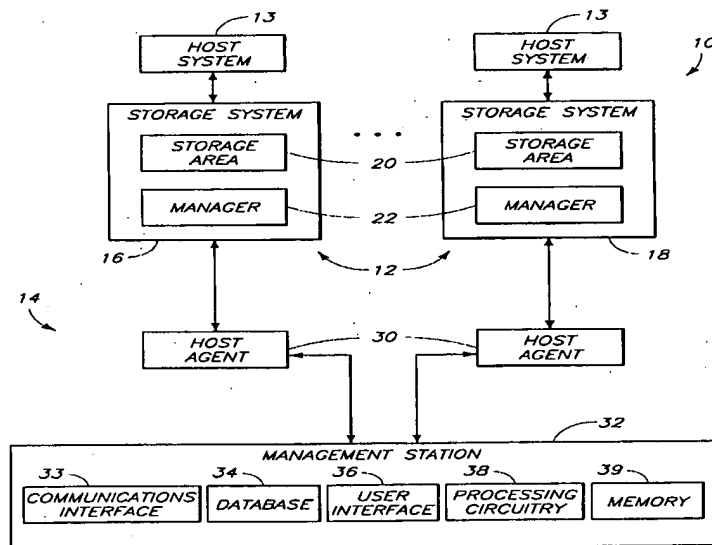 13
HOST
SYSTEM
13
HOST
SYSTEM
10
STORAGE SYSTEM
STORAGE
AREA
MANAGER
• • •
20
22
STORAGE SYSTEM
STORAGE
AREA
MANAGER
16
12
18
14
HOST
AGENT
30
HOST
AGENT
32
MANAGEMENT STATION
33
COMMUNICATIONS
INTERFACE
34
DATABASE
36
USER
INTERFACE
38
PROCESSING
CIRCUITRY
39
MEMORY